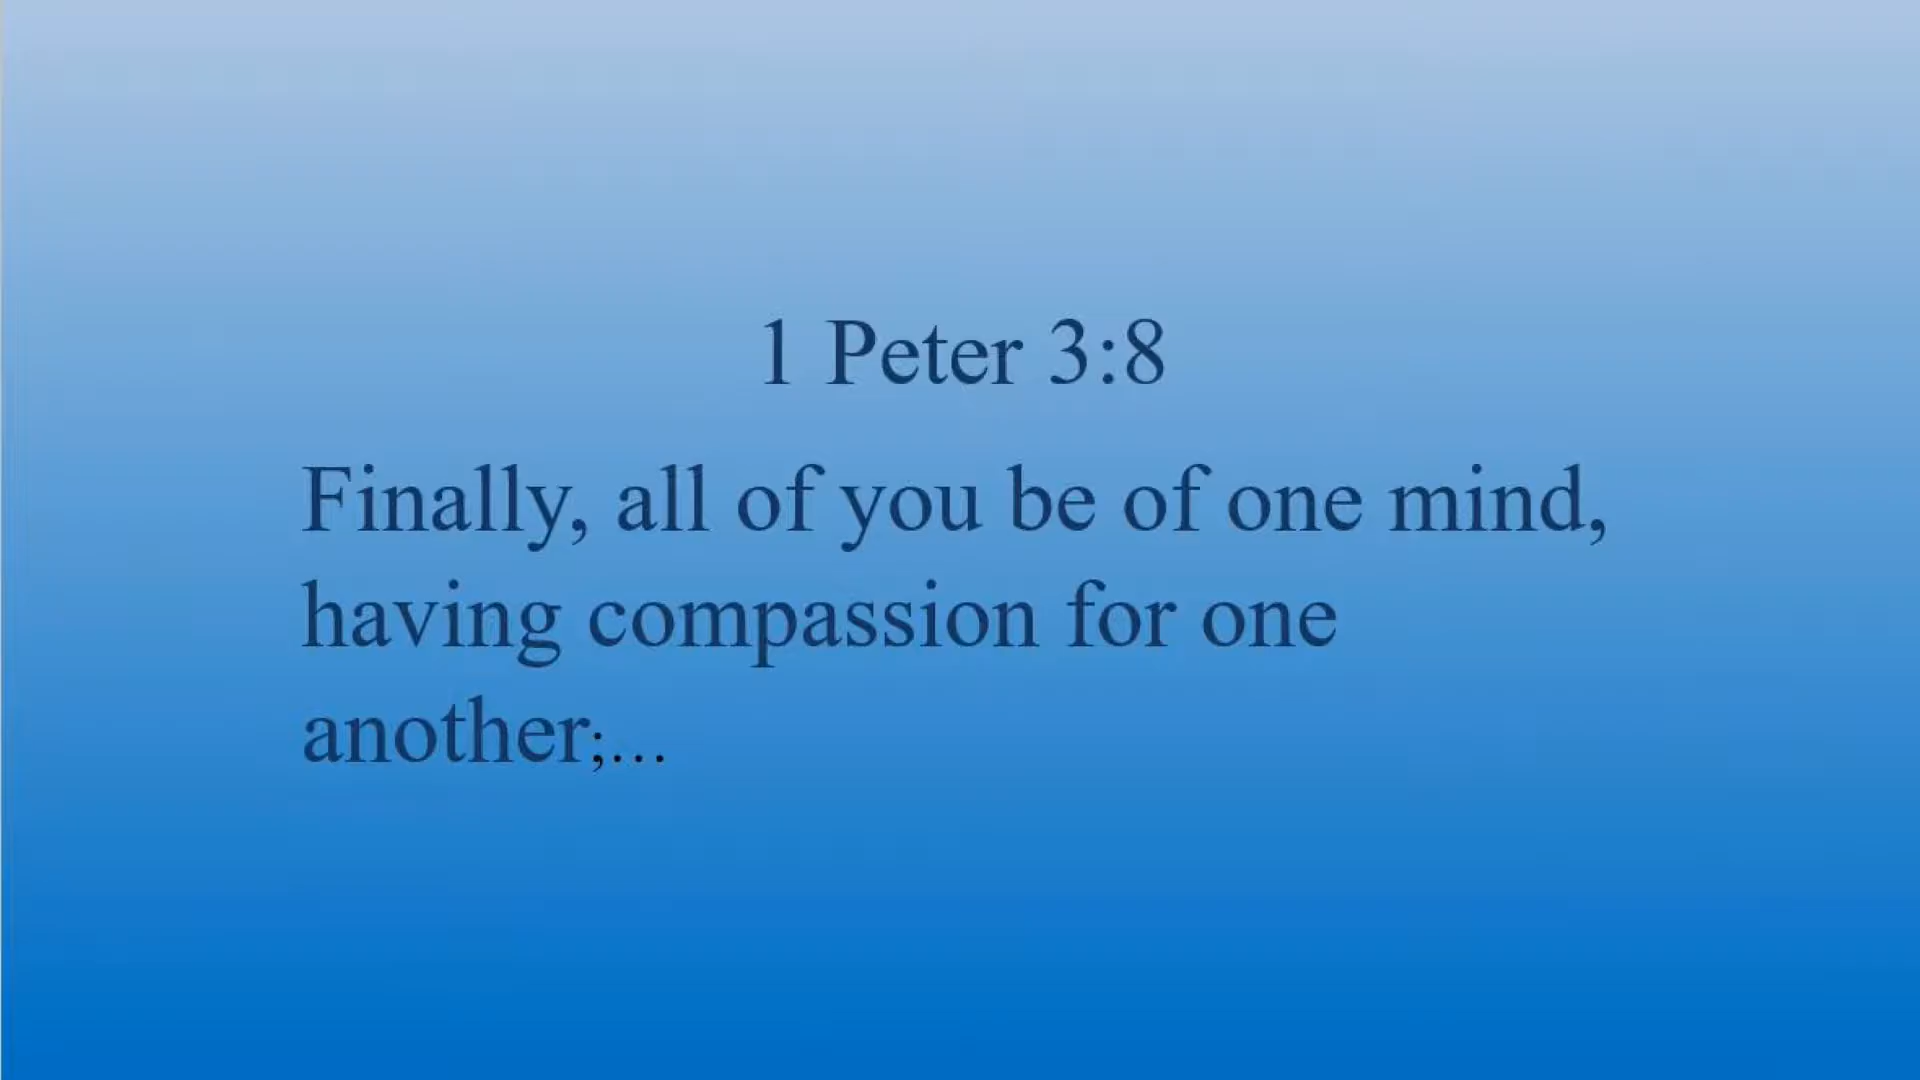 1 Peter 3:8
Finally, all of you be of one mind,
having compassion for one
another;...